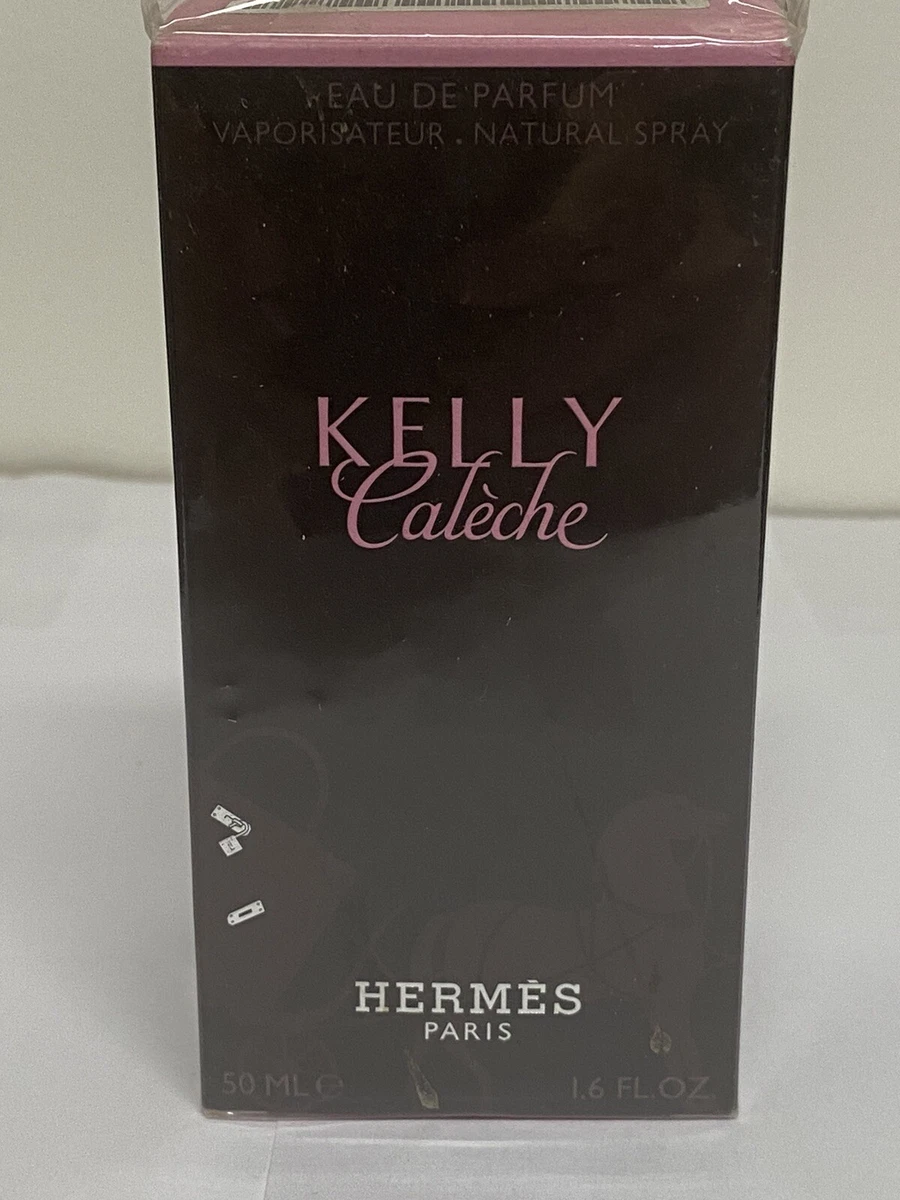 EAU DE PARFUM
VAPORISATEUR . NATURAL SPRAY
KELLY
Calèche
HERMÈS
PARIS
50 ML ℮
1.6 FL.OZ.